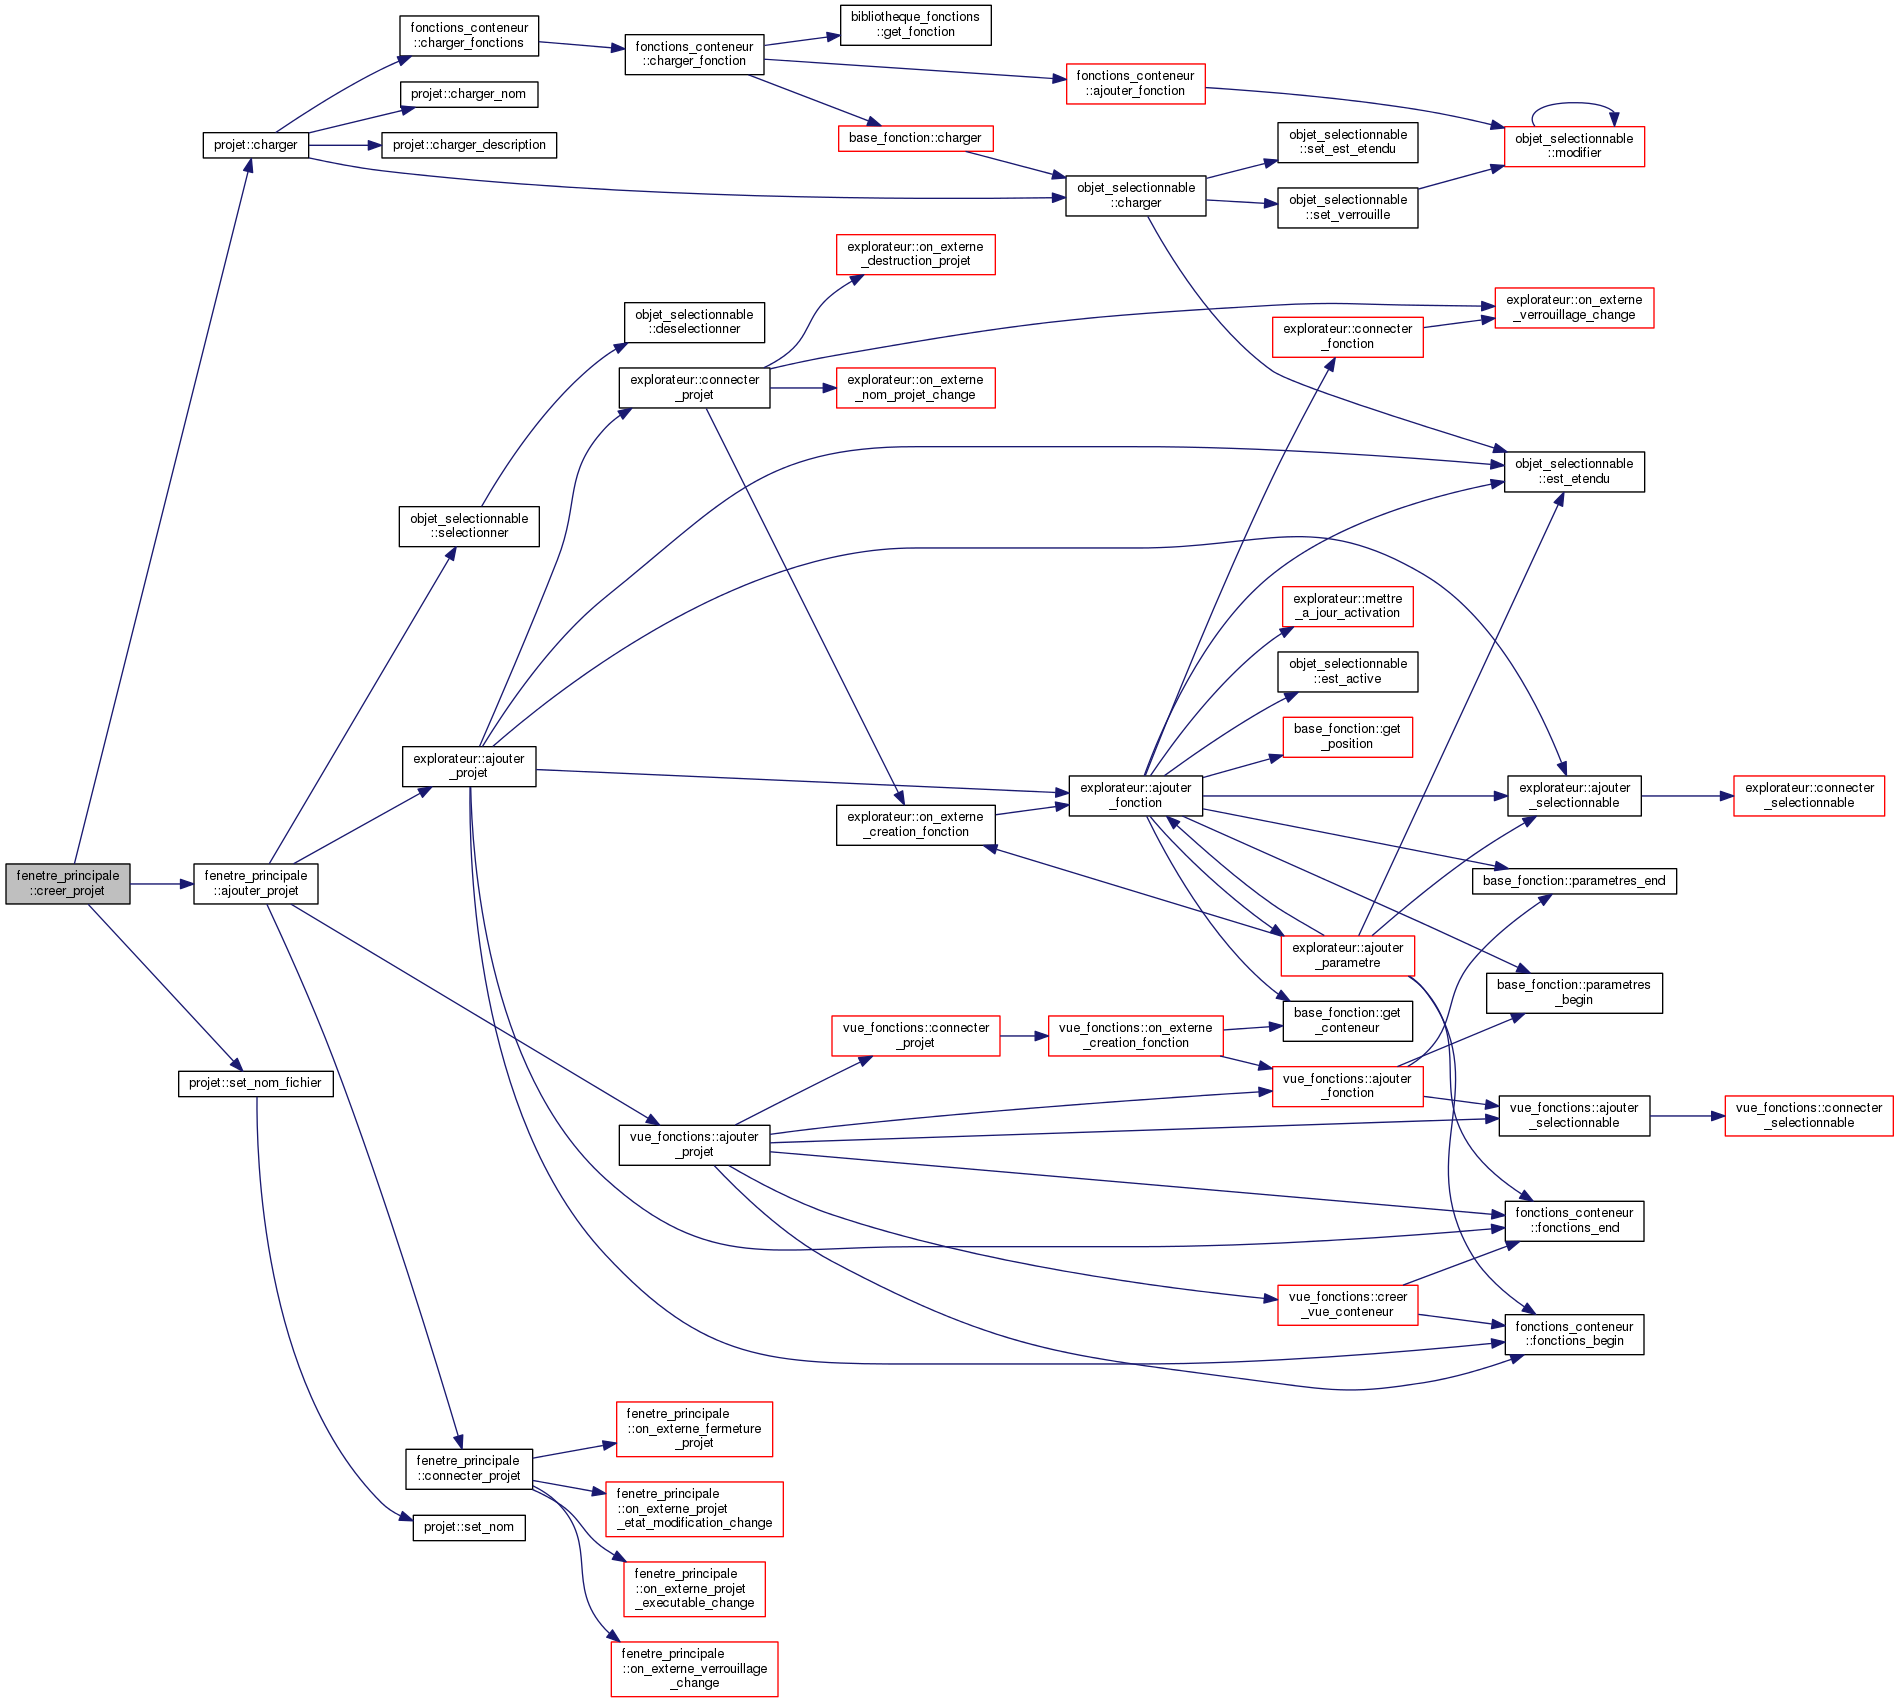 fenetre_principale
::creer_projet
projet::charger
fenetre_principale
::ajouter_projet
projet::set_nom_fichier
fonctions_conteneur
::charger_fonctions
projet::charger_nom
projet::charger_description
objet_selectionnable
::selectionner
explorateur::ajouter
_projet
fenetre_principale
::connecter_projet
projet::set_nom
fonctions_conteneur
::charger_fonction
objet_selectionnable
::deselectionner
explorateur::connecter
_projet
vue_fonctions::ajouter
_projet
fenetre_principale
::on_externe_fermeture
_projet
fenetre_principale
::on_externe_projet
_etat_modification_change
fenetre_principale
::on_externe_projet
_executable_change
fenetre_principale
::on_externe_verrouillage
_change
bibliotheque_fonctions
::get_fonction
base_fonction::charger
explorateur::on_externe
_destruction_projet
explorateur::on_externe
_nom_projet_change
explorateur::on_externe
_creation_fonction
vue_fonctions::connecter
_projet
fonctions_conteneur
::ajouter_fonction
objet_selectionnable
::charger
explorateur::ajouter
_fonction
vue_fonctions::on_externe
_creation_fonction
objet_selectionnable
::set_est_etendu
objet_selectionnable
::set_verrouille
explorateur::connecter
_fonction
explorateur::mettre
_a_jour_activation
objet_selectionnable
::est_active
base_fonction::get
_position
explorateur::ajouter
_parametre
base_fonction::get
_conteneur
vue_fonctions::ajouter
_fonction
vue_fonctions::creer
_vue_conteneur
objet_selectionnable
::modifier
explorateur::on_externe
_verrouillage_change
objet_selectionnable
::est_etendu
explorateur::ajouter
_selectionnable
base_fonction::parametres_end
base_fonction::parametres
_begin
vue_fonctions::ajouter
_selectionnable
fonctions_conteneur
::fonctions_end
fonctions_conteneur
::fonctions_begin
explorateur::connecter
_selectionnable
vue_fonctions::connecter
_selectionnable